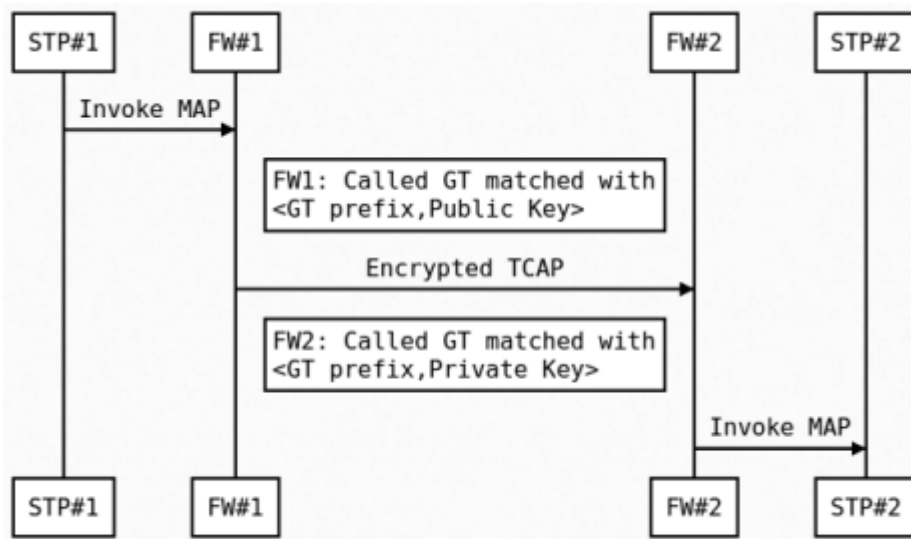 STP#1 FW#1 FW#2 STP#2
Invoke MAP
FW1: Called GT matched with
<GT prefix,Public Key>
Encrypted TCAP
FW2: Called GT matched with
<GT prefix,Private Key>
Invoke MAP
STP#1 FW#1 FW#2 STP#2